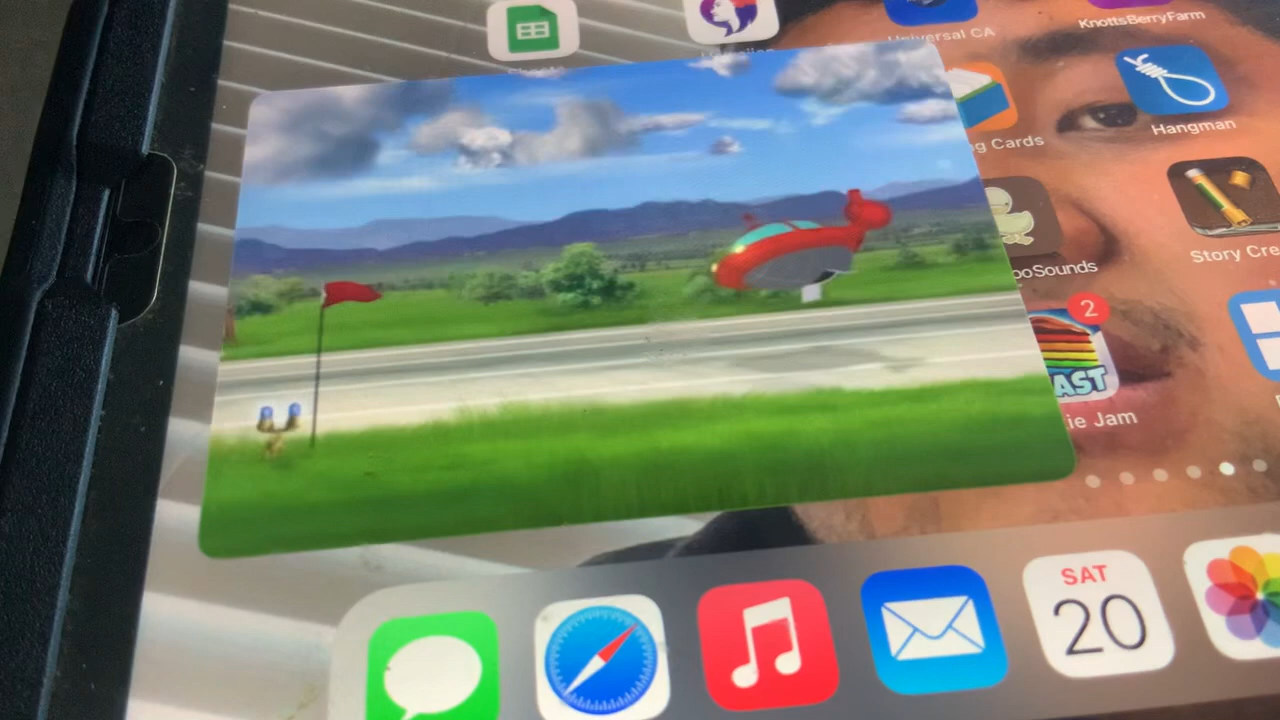 Universal CA
KnottsBerryFarm
g Cards
Hangman
ooSounds
Story Cre
2
AST
ie Jam
SAT
20